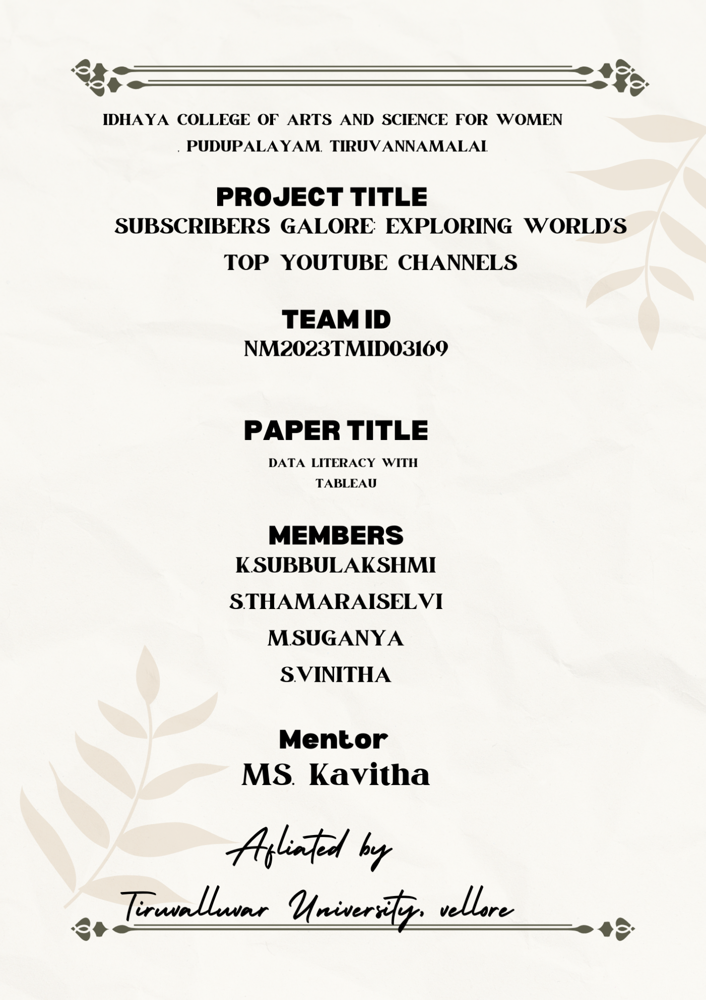 IDHAYA COLLEGE OF ARTS AND SCIENCE FOR WOMEN
, PUDUPALAYAM, TIRUVANNAMALAI.
PROJECT TITLE
SUBSCRIBERS GALORE: EXPLORING WORLD'S
TOP YOUTUBE CHANNELS
TEAM ID
NM2023TMID03169
PAPER TITLE
DATA LITERACY WITH
TABLEAU
MEMBERS
K.SUBBULAKSHMI
S.THAMARAISELVI
M.SUGANYA
S.VINITHA
Mentor
MS. Kavitha
Afliated by
Tiruvalluvar University, vellore